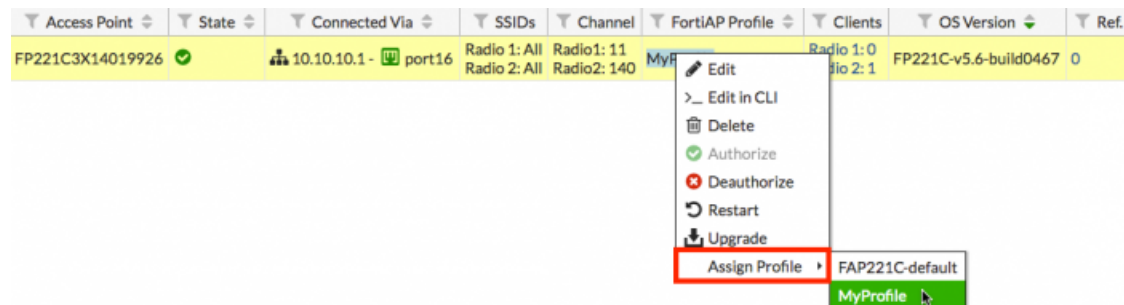 Access Point State Connected Via SSIDs Channel FortiAP Profile Clients OS Version Ref.
FP221C3X14019926 10.10.10.1 - port16 Radio 1: All Radio1: 11 Radio 1: 0 FP221C-v5.6-build0467 0
Radio 2: All Radio2: 140 2: 1
Edit
>_ Edit in CLI
Delete
Authorize
Deauthorize
Restart
Upgrade
Assign Profile
FAP221C-default
MyProfile